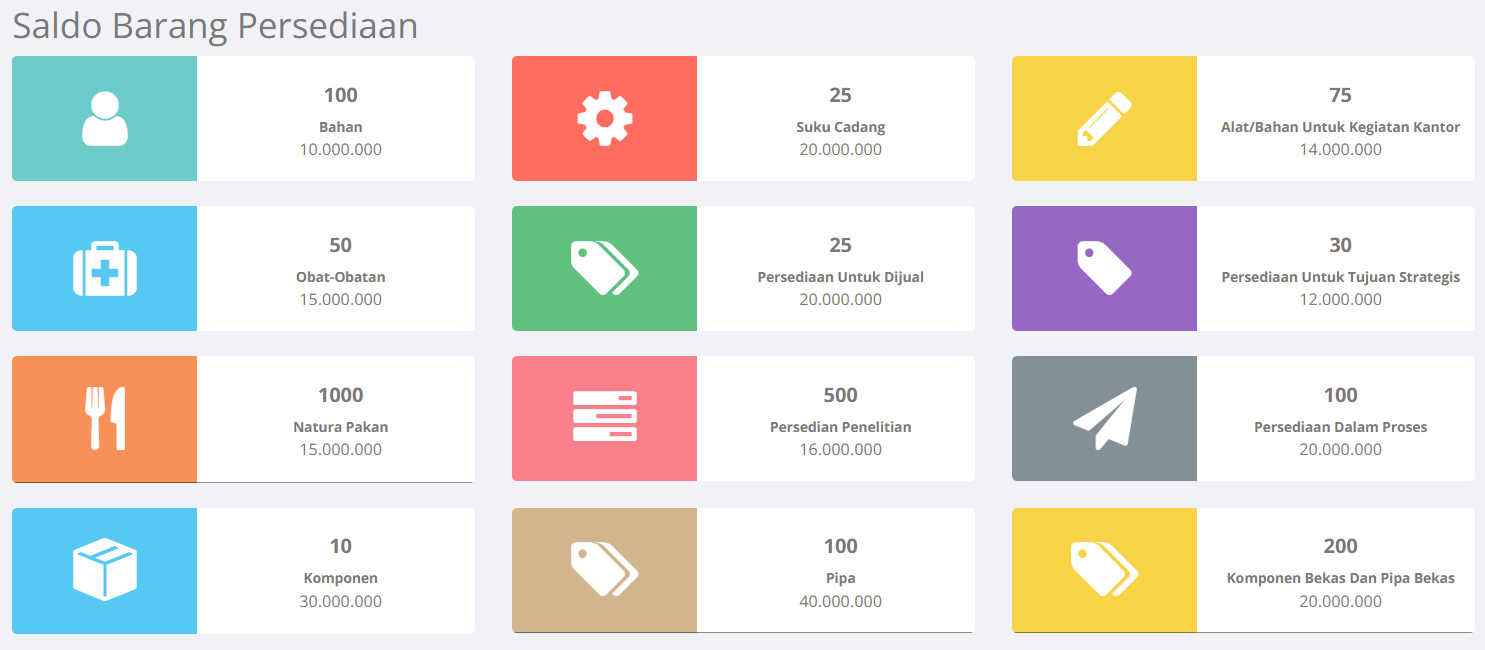 Saldo Barang Persediaan
100
Bahan
10.000.000
25
Suku Cadang
20.000.000
75
Alat/Bahan Untuk Kegiatan Kantor
14.000.000
50
Obat-Obatan
15.000.000
25
Persediaan Untuk Dijual
20.000.000
30
Persediaan Untuk Tujuan Strategis
12.000.000
1000
Natura Pakan
15.000.000
500
Persedian Penelitian
16.000.000
100
Persediaan Dalam Proses
20.000.000
10
Komponen
30.000.000
100
Pipa
40.000.000
200
Komponen Bekas Dan Pipa Bekas
20.000.000